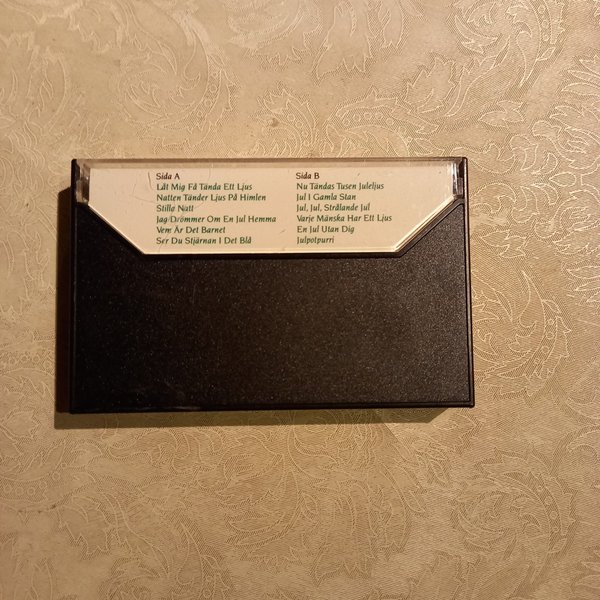 Sida A
Låt Mig Få Tända Ett Ljus
Natten Tänder Ljus På Himlen
Stilla Natt
Jag Drömmer Om En Jul Hemma
Vem Är Det Barnet
Ser Du Stjärnan I Det Blå
Sida B
Nu Tändas Tusen Juleljus
Jul I Gamla Stan
Jul, Jul, Strålande Jul
Varje Mänska Har Ett Ljus
En Jul Utan Dig
Julpotpurri